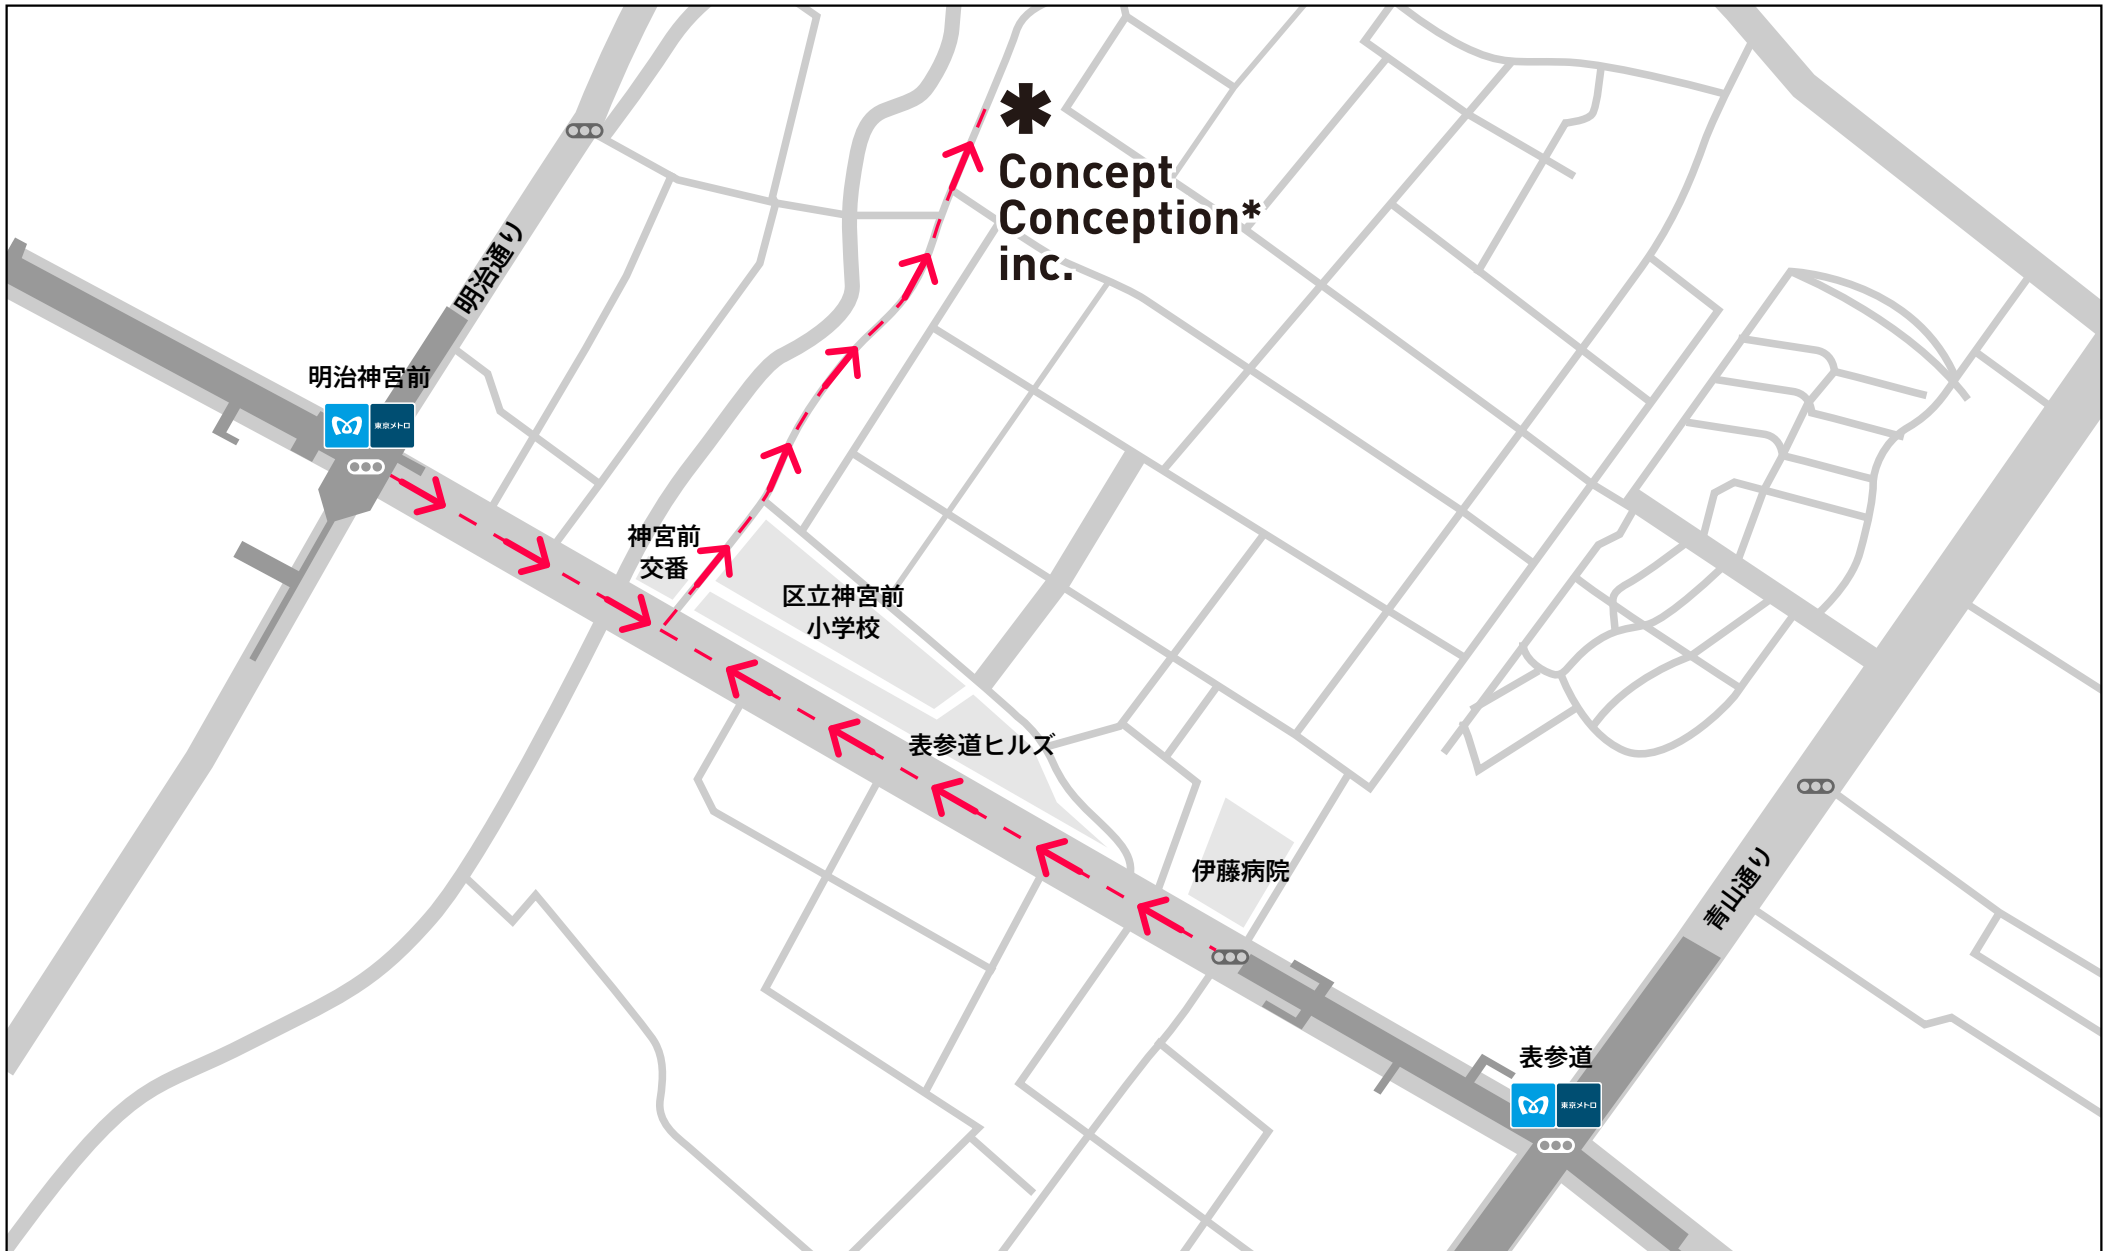 Concept
Conception*
inc.
明治通り
明治神宮前
東京メトロ
神宮前
交番
区立神宮前
小学校
表参道ヒルズ
伊藤病院
青山通り
表参道
東京メトロ